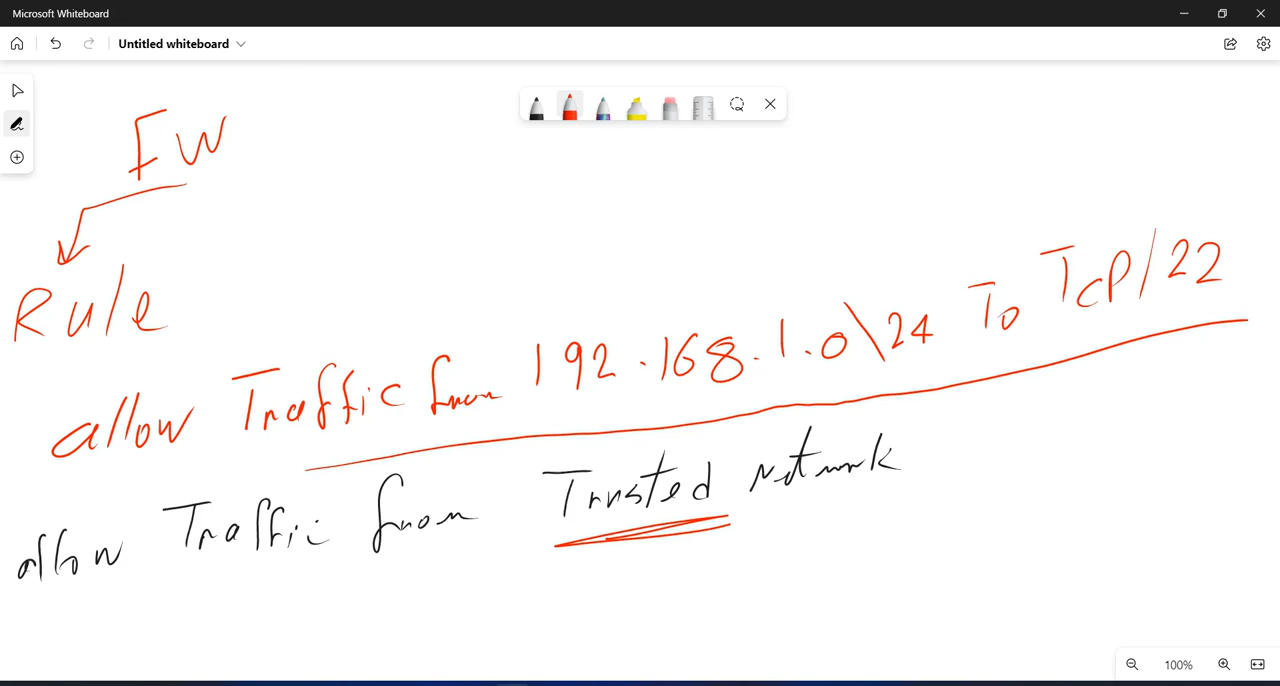 Microsoft Whiteboard
Untitled whiteboard
FW
Rule
allow Traffic from 192.168.1.0\24 To TCP/22
allow Traffic from Trusted Network
100%